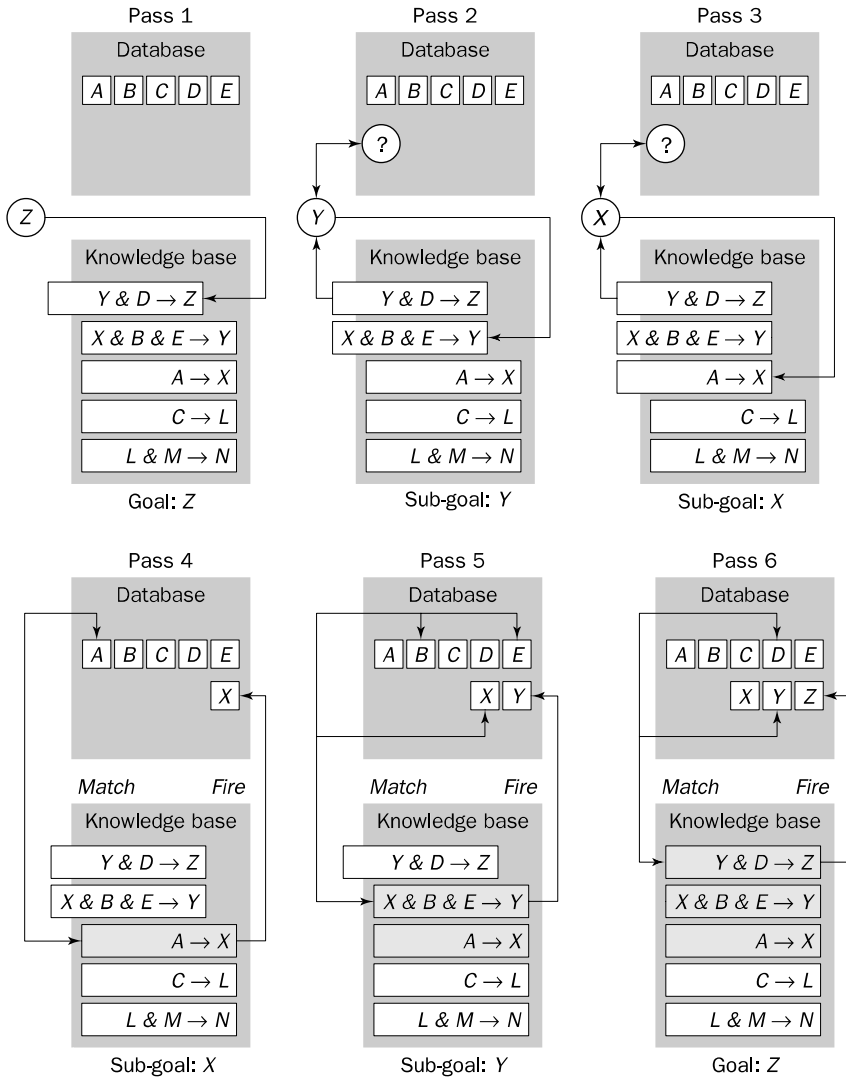 Pass 1
Database
A B C D E
Z
Knowledge base
Y & D → Z
X & B & E → Y
A → X
C → L
L & M → N
Goal: Z
Pass 2
Database
A B C D E
?
Y
Knowledge base
Y & D → Z
X & B & E → Y
A → X
C → L
L & M → N
Sub-goal: Y
Pass 3
Database
A B C D E
?
X
Knowledge base
Y & D → Z
X & B & E → Y
A → X
C → L
L & M → N
Sub-goal: X
Pass 4
Database
A B C D E
X
Match Fire
Knowledge base
Y & D → Z
X & B & E → Y
A → X
C → L
L & M → N
Sub-goal: X
Pass 5
Database
A B C D E
X Y
Match Fire
Knowledge base
Y & D → Z
X & B & E → Y
A → X
C → L
L & M → N
Sub-goal: Y
Pass 6
Database
A B C D E
X Y Z
Match Fire
Knowledge base
Y & D → Z
X & B & E → Y
A → X
C → L
L & M → N
Goal: Z